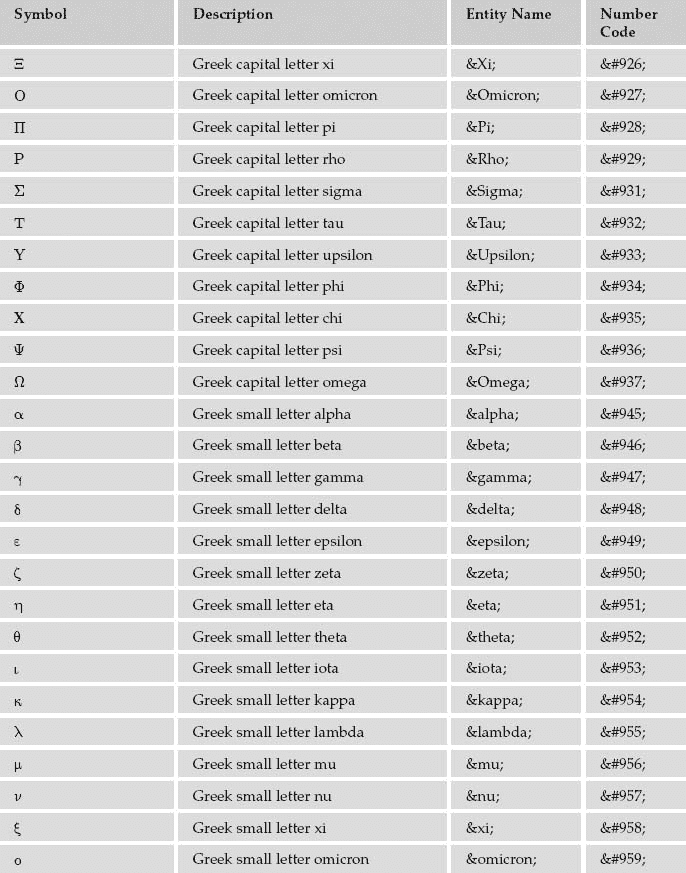 Symbol Description Entity Name Number
Code
Ξ Greek capital letter xi &Xi; &#926;
Ο Greek capital letter omicron &Omicron; &#927;
Π Greek capital letter pi &Pi; &#928;
Ρ Greek capital letter rho &Rho; &#929;
Σ Greek capital letter sigma &Sigma; &#931;
Τ Greek capital letter tau &Tau; &#932;
Υ Greek capital letter upsilon &Upsilon; &#933;
Φ Greek capital letter phi &Phi; &#934;
Χ Greek capital letter chi &Chi; &#935;
Ψ Greek capital letter psi &Psi; &#936;
Ω Greek capital letter omega &Omega; &#937;
α Greek small letter alpha &alpha; &#945;
β Greek small letter beta &beta; &#946;
γ Greek small letter gamma &gamma; &#947;
δ Greek small letter delta &delta; &#948;
ε Greek small letter epsilon &epsilon; &#949;
ζ Greek small letter zeta &zeta; &#950;
η Greek small letter eta &eta; &#951;
θ Greek small letter theta &theta; &#952;
ι Greek small letter iota &iota; &#953;
κ Greek small letter kappa &kappa; &#954;
λ Greek small letter lambda &lambda; &#955;
μ Greek small letter mu &mu; &#956;
ν Greek small letter nu &nu; &#957;
ξ Greek small letter xi &xi; &#958;
ο Greek small letter omicron &omicron; &#959;